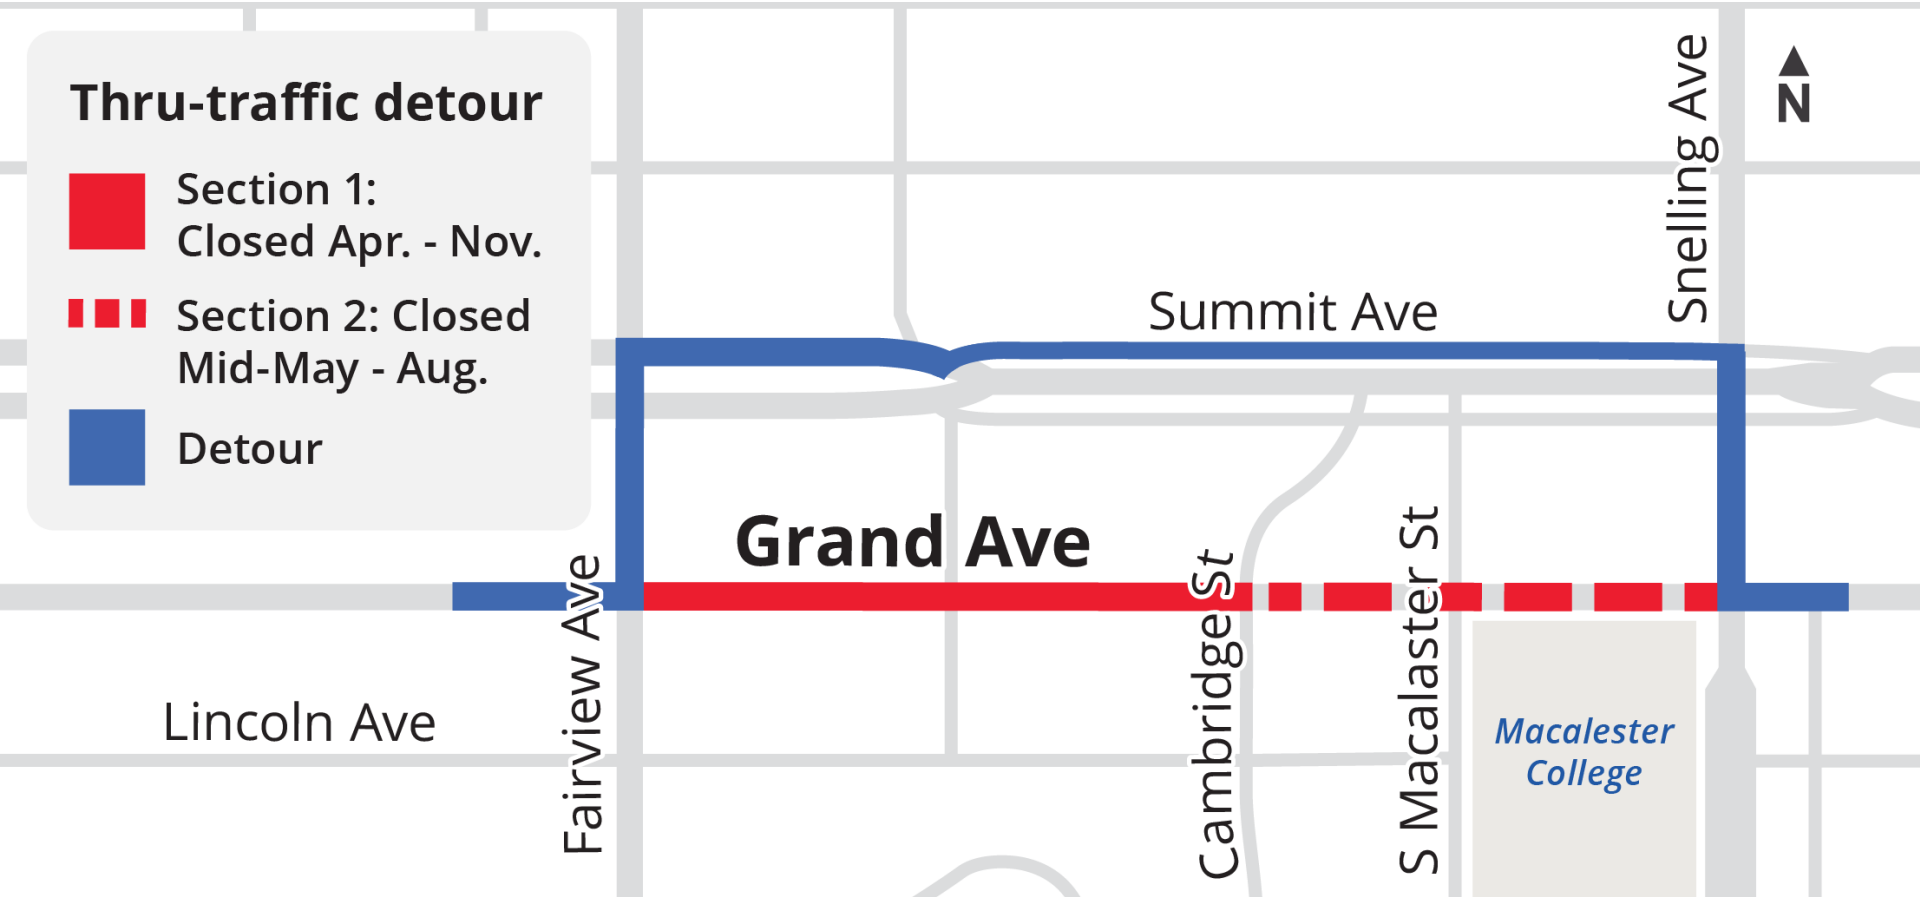 Thru-traffic detour
Section 1:
Closed Apr. - Nov.
Section 2: Closed
Mid-May - Aug.
Detour
Snelling Ave
N
Summit Ave
Grand Ave
Fairview Ave
Cambridge St
S Macalaster St
Lincoln Ave
Macalester
College